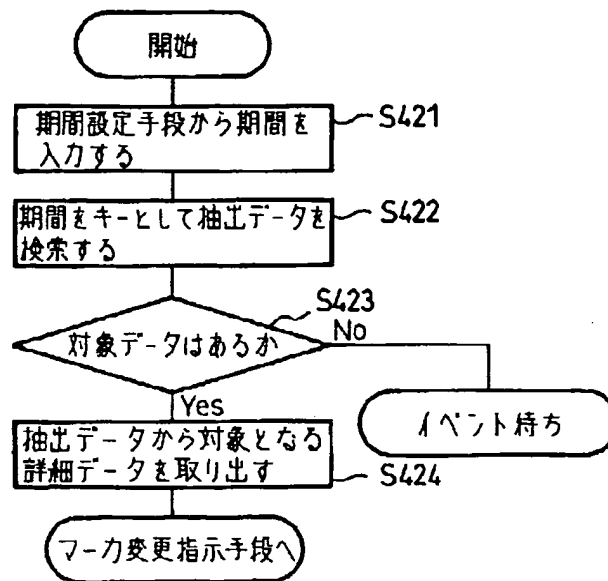 開始
期間設定手段から期間を
入力する
S421
期間をキーとして抽出データを
検索する
S422
S423
対象データはあるか
No
Yes
イベント待ち
抽出データから対象となる
詳細データを取り出す
S424
マーカ変更指示手段へ